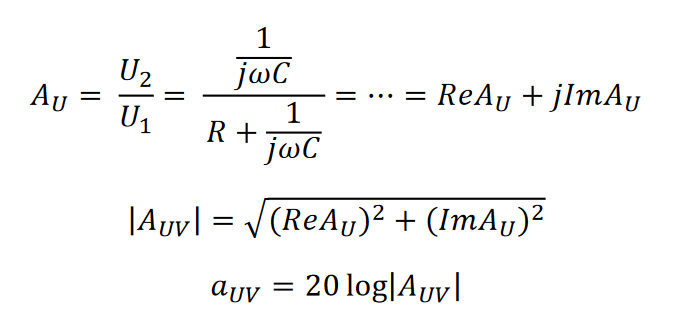 A_U = U_2/U_1 = (1/(jωC))/(R + 1/(jωC)) = ⋯ = ReA_U + jImA_U
|A_UV| = √((ReA_U)² + (ImA_U)²)
a_UV = 20 log|A_UV|